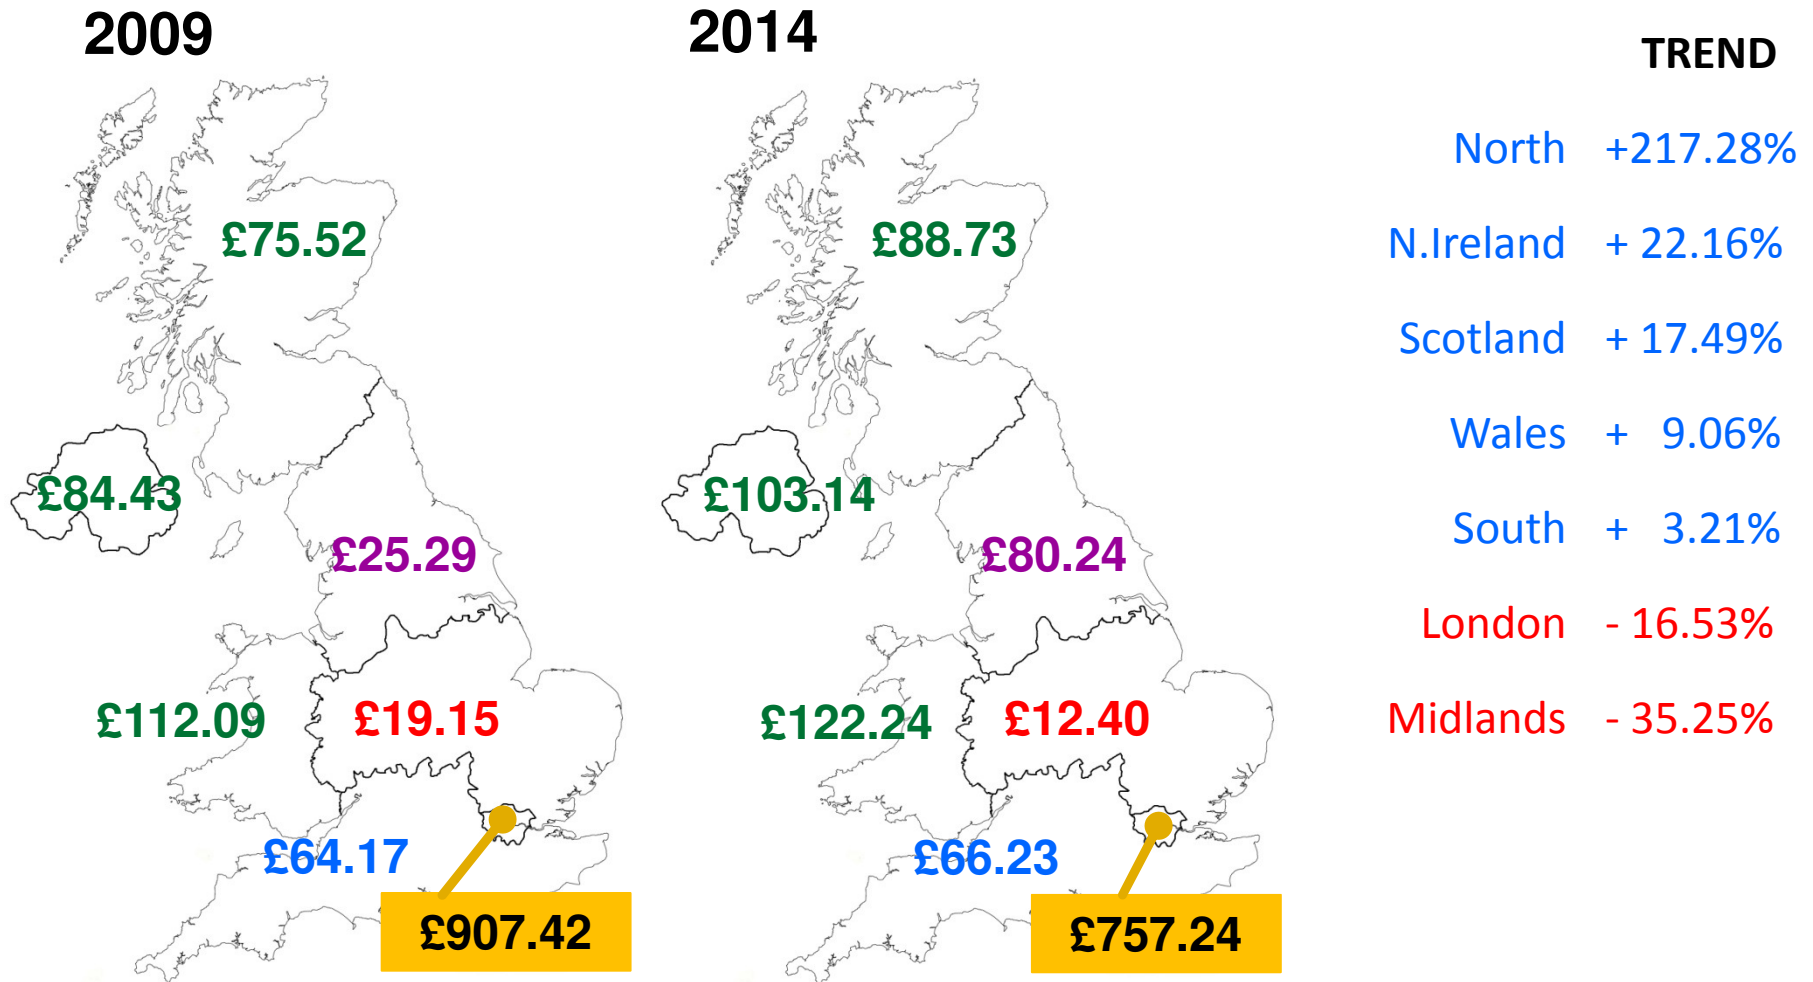 2009
£75.52
£84.43
£25.29
£112.09
£19.15
£64.17
£907.42
2014
£88.73
£103.14
£80.24
£122.24
£12.40
£66.23
£757.24
TREND
North +217.28%
N.Ireland + 22.16%
Scotland + 17.49%
Wales + 9.06%
South + 3.21%
London - 16.53%
Midlands - 35.25%